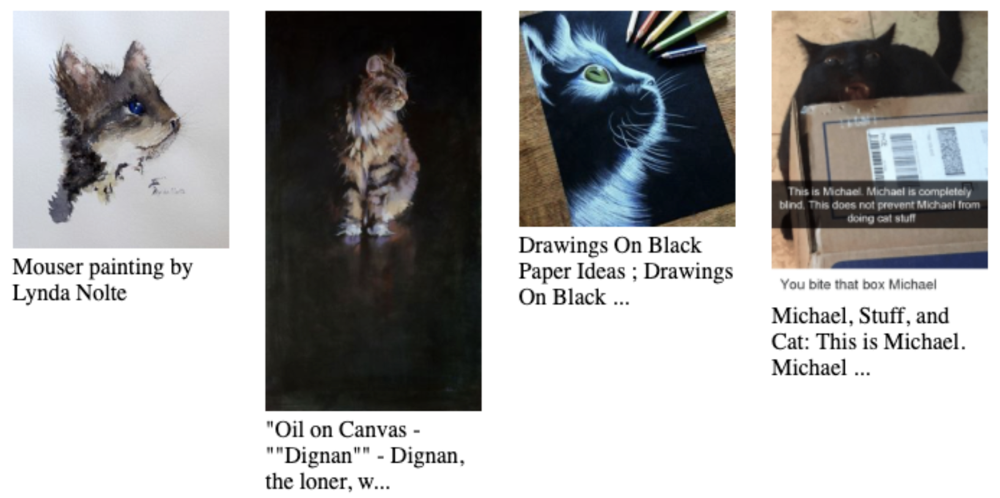 Mouser painting by
Lynda Nolte
"Oil on Canvas -
""Dignan"" - Dignan,
the loner, w...
Drawings On Black
Paper Ideas ; Drawings
On Black ...
This is Michael. Michael is completely
blind. This does not prevent Michael from
doing cat stuff
You bite that box Michael
Michael, Stuff, and
Cat: This is Michael.
Michael ...